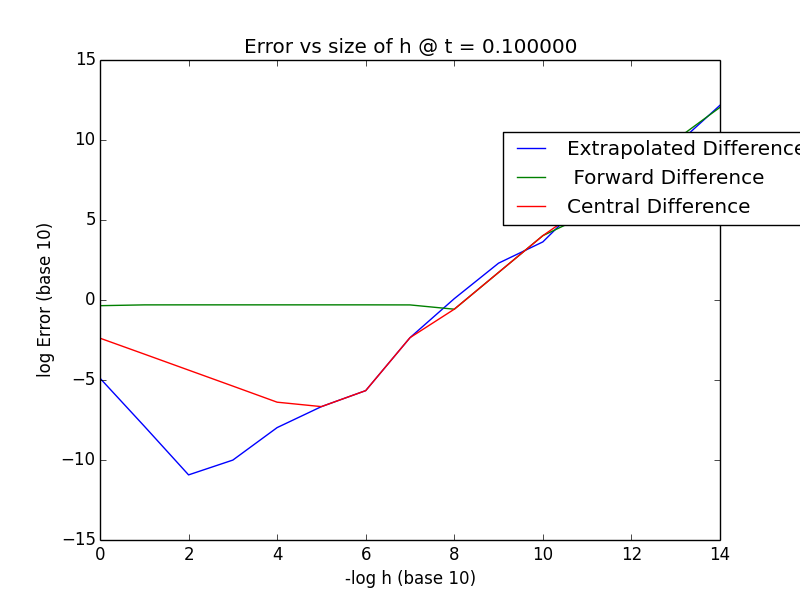 Error vs size of h @ t = 0.100000
15
10
5
0
−5
−10
−15
log Error (base 10)
Extrapolated Difference
Forward Difference
Central Difference
0 2 4 6 8 10 12 14
-log h (base 10)